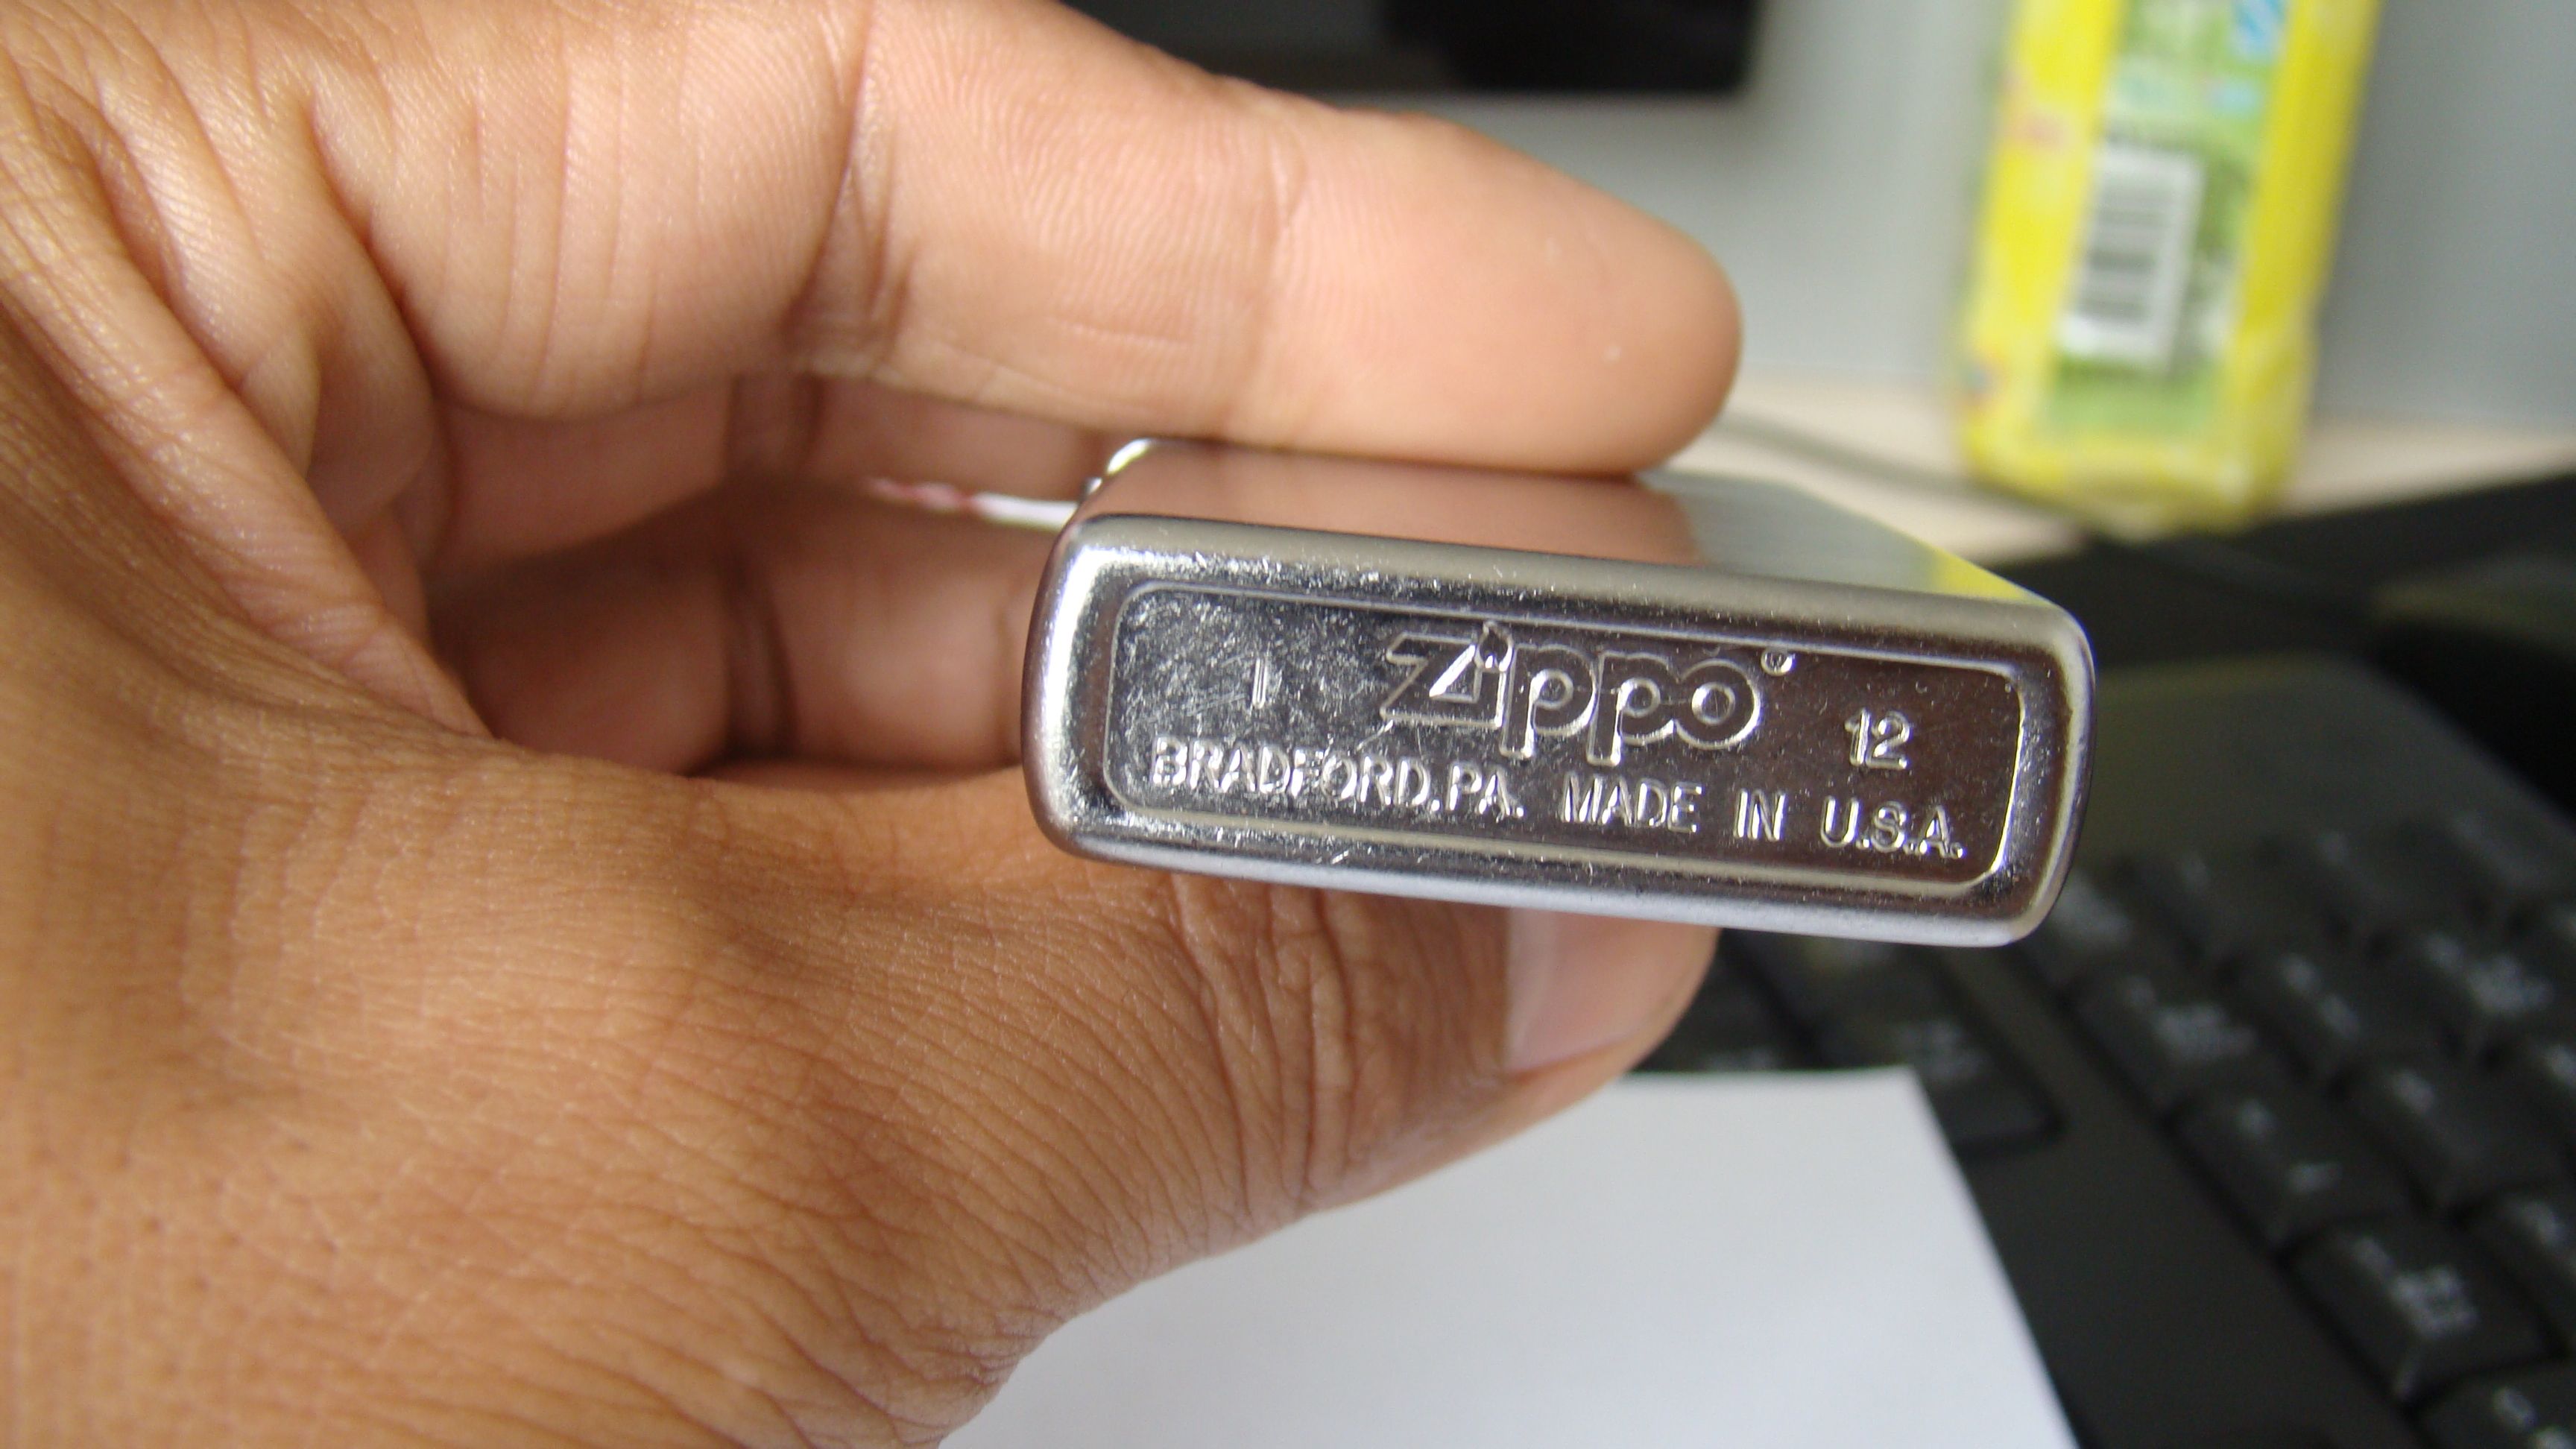 I Zippo® 12
BRADFORD,PA. MADE IN U.S.A.